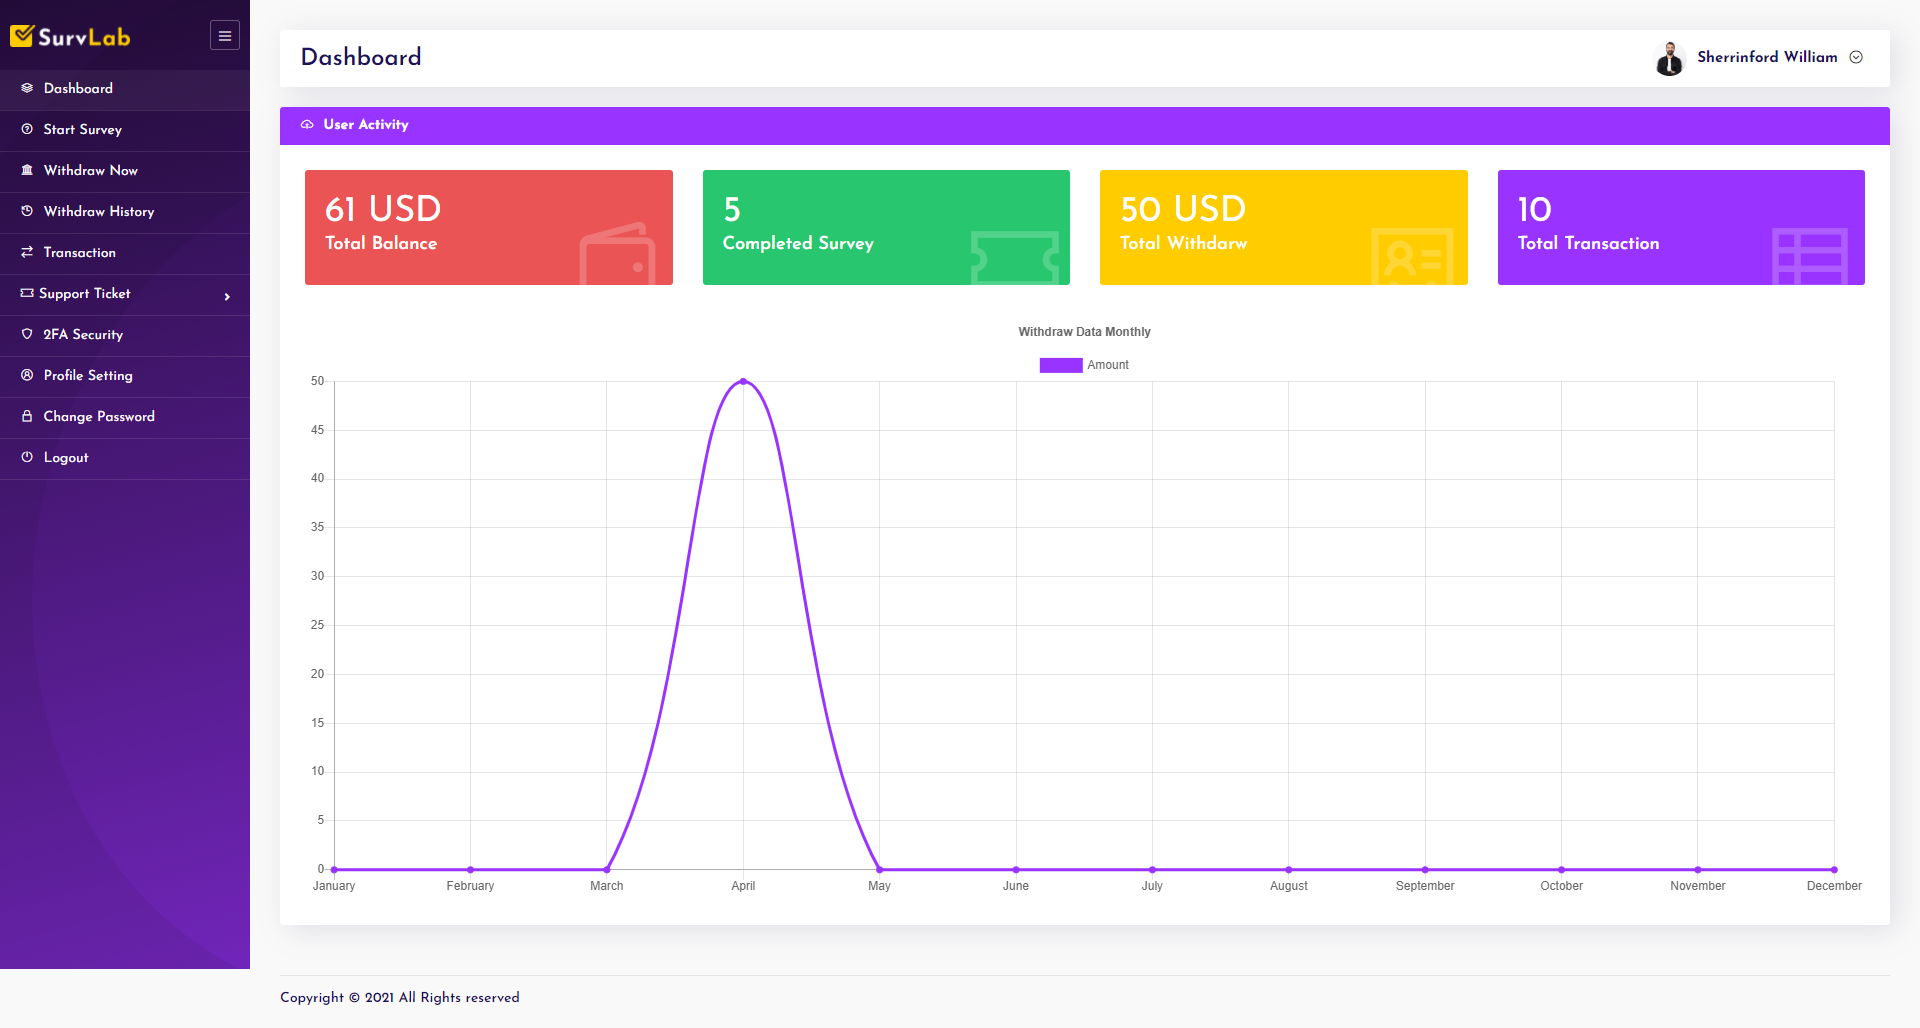 SurvLab
Dashboard
Start Survey
Withdraw Now
Withdraw History
Transaction
Support Ticket
2FA Security
Profile Setting
Change Password
Logout
Dashboard
Sherrinford William
User Activity
61 USD
Total Balance
5
Completed Survey
50 USD
Total Withdarw
10
Total Transaction
Withdraw Data Monthly
Amount
50
45
40
35
30
25
20
15
10
5
0
January February March April May June July August September October November December
Copyright © 2021 All Rights reserved